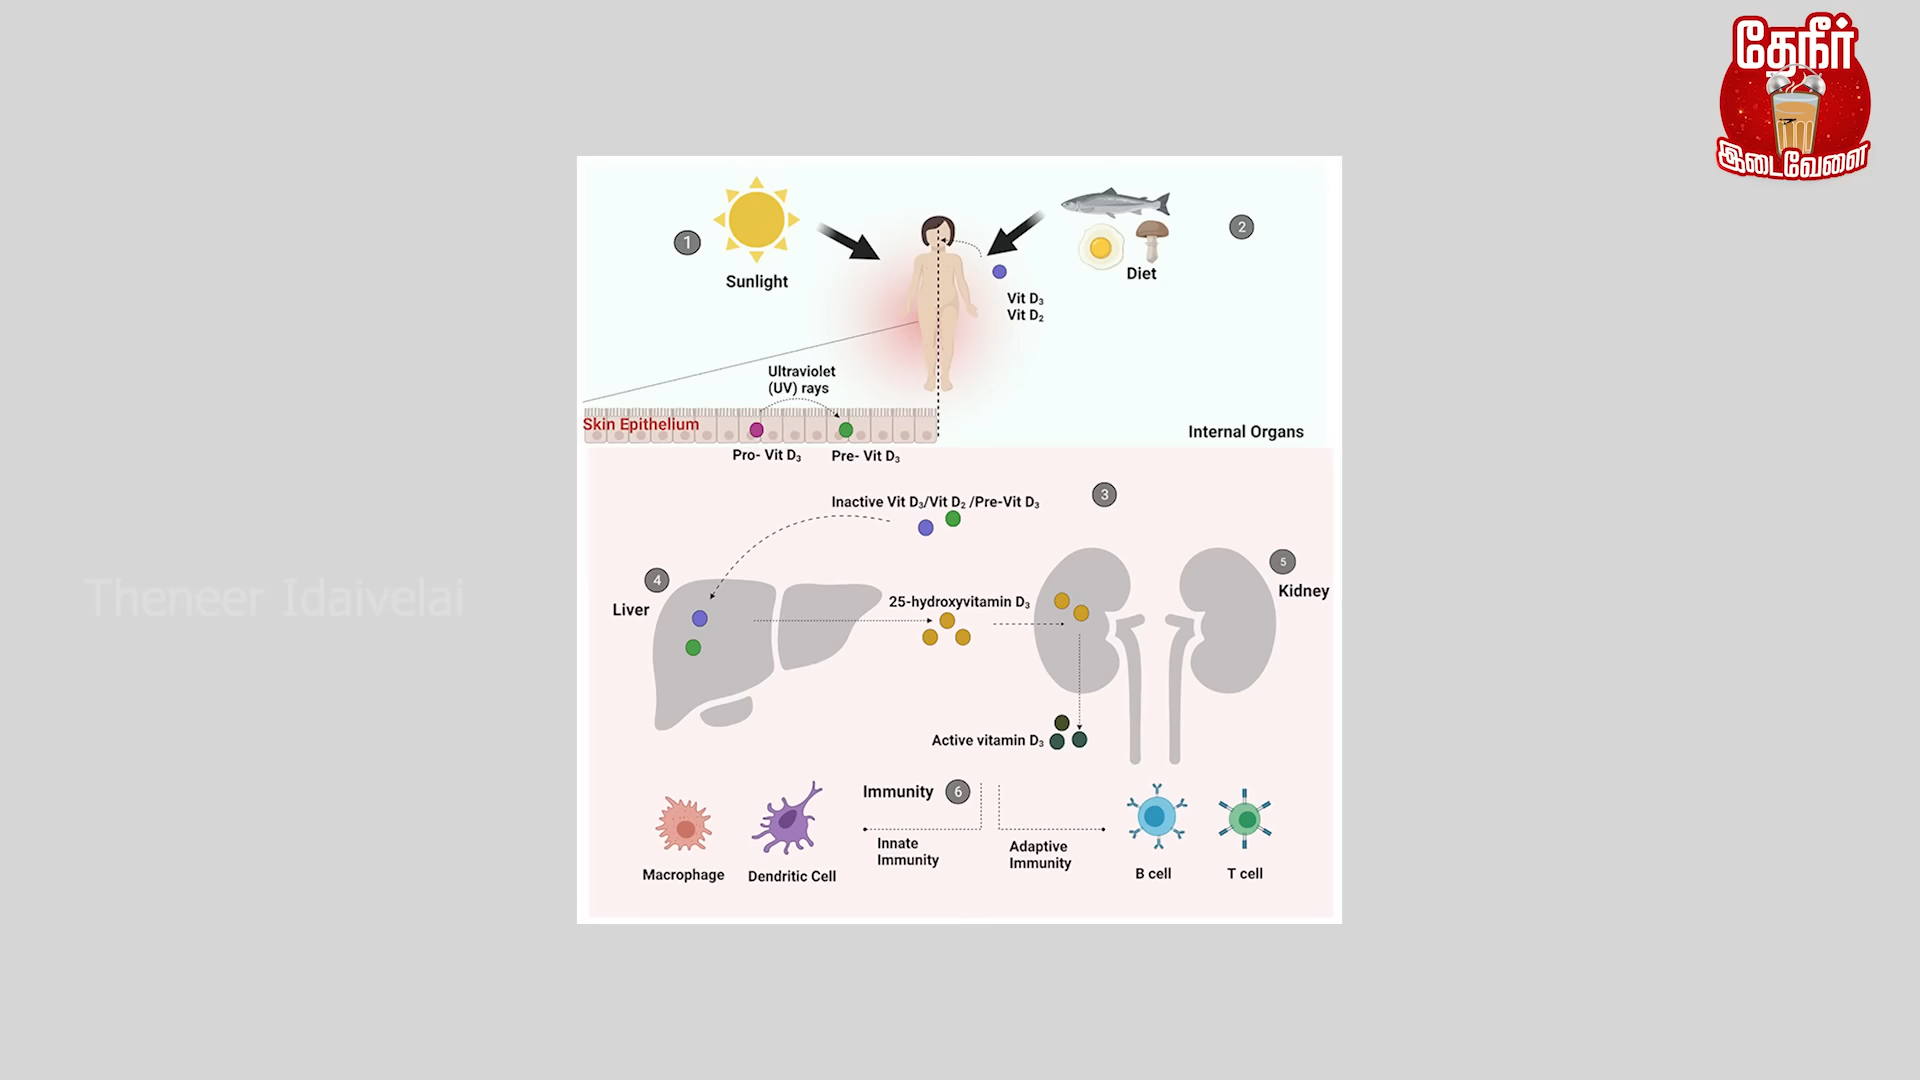 தேநீர்
இடைவேளை
1
Sunlight
2
Diet
Vit D₃
Vit D₂
Ultraviolet
(UV) rays
Skin Epithelium
Pro- Vit D₃
Pre- Vit D₃
Internal Organs
Inactive Vit D₃/Vit D₂ /Pre-Vit D₃
3
4
Liver
25-hydroxyvitamin D₃
5
Kidney
Theneer Idaivelai
Active vitamin D₃
Immunity
6
Innate
Immunity
Adaptive
Immunity
Macrophage
Dendritic Cell
B cell
T cell